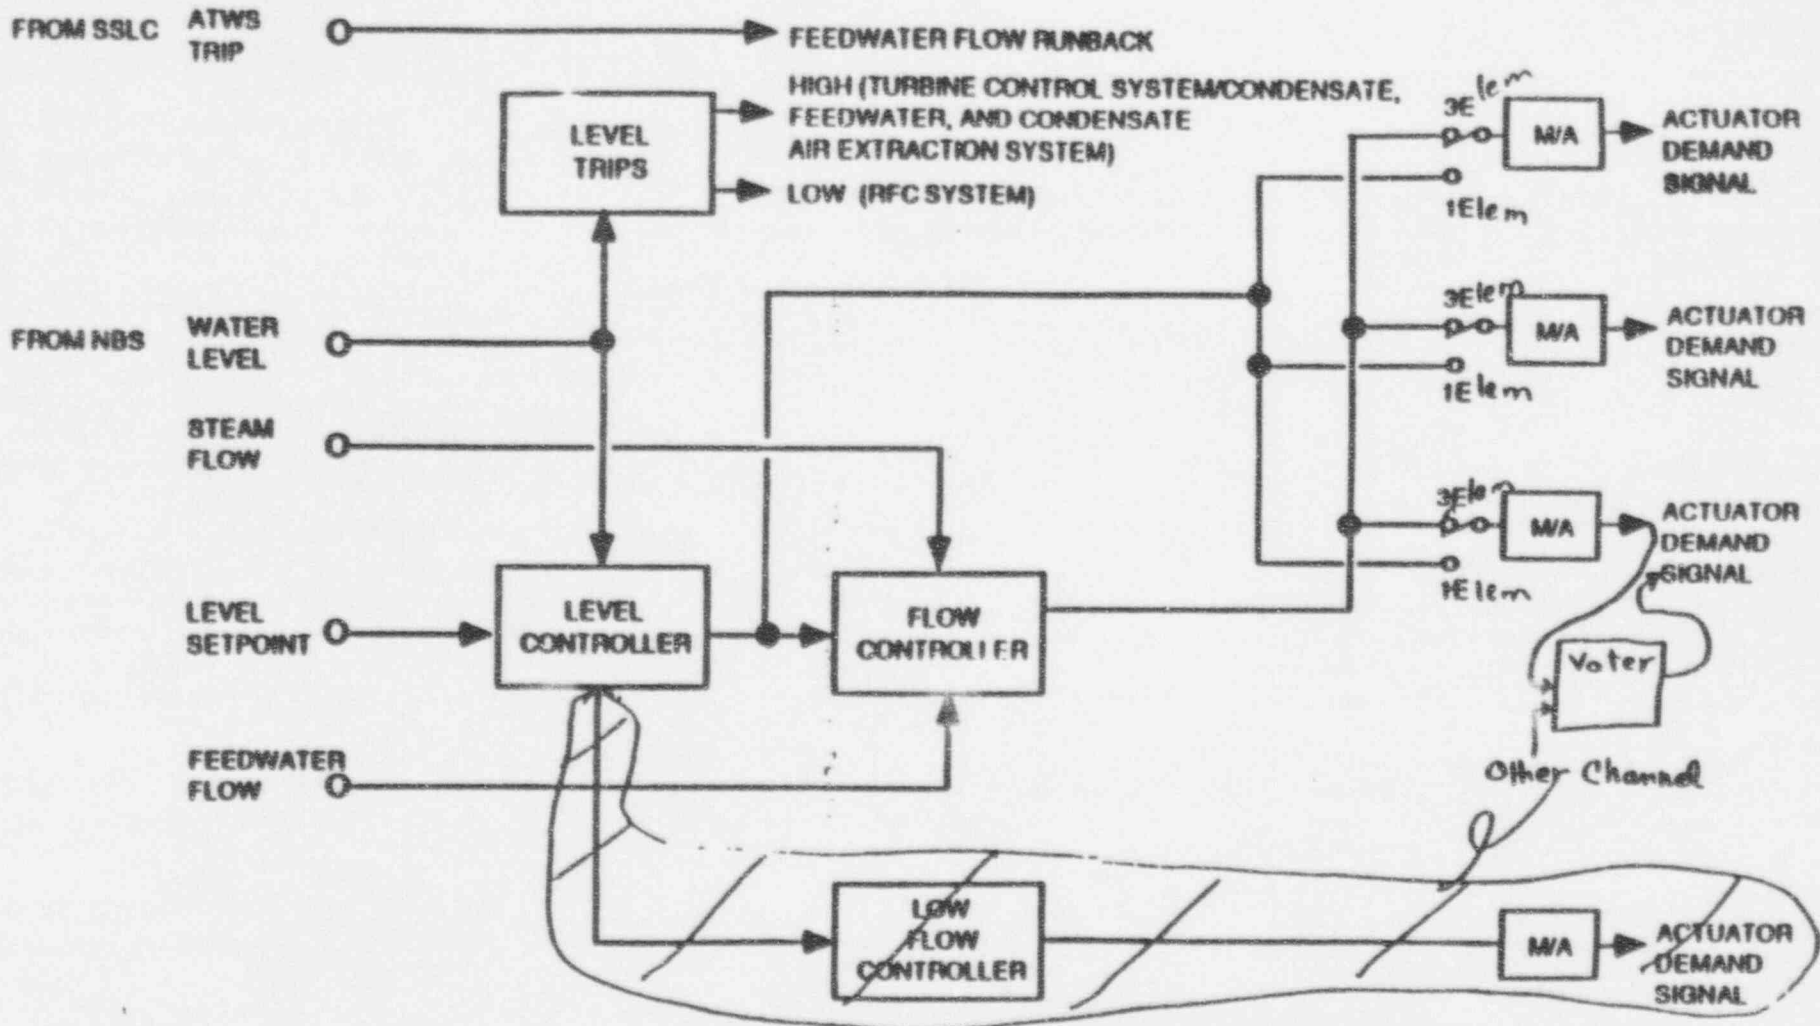 FROM SSLC
ATWS
TRIP
FEEDWATER FLOW RUNBACK
HIGH (TURBINE CONTROL SYSTEM/CONDENSATE,
FEEDWATER, AND CONDENSATE
AIR EXTRACTION SYSTEM)
LOW (RFC SYSTEM)
LEVEL
TRIPS
3Elem
M/A
ACTUATOR
DEMAND
SIGNAL
1Elem
FROM NBS
WATER
LEVEL
3Elem
M/A
ACTUATOR
DEMAND
SIGNAL
1Elem
STEAM
FLOW
3Elem
M/A
ACTUATOR
DEMAND
SIGNAL
1Elem
LEVEL
SETPOINT
LEVEL
CONTROLLER
FLOW
CONTROLLER
Voter
Other Channel
FEEDWATER
FLOW
LOW
FLOW
CONTROLLER
M/A
ACTUATOR
DEMAND
SIGNAL